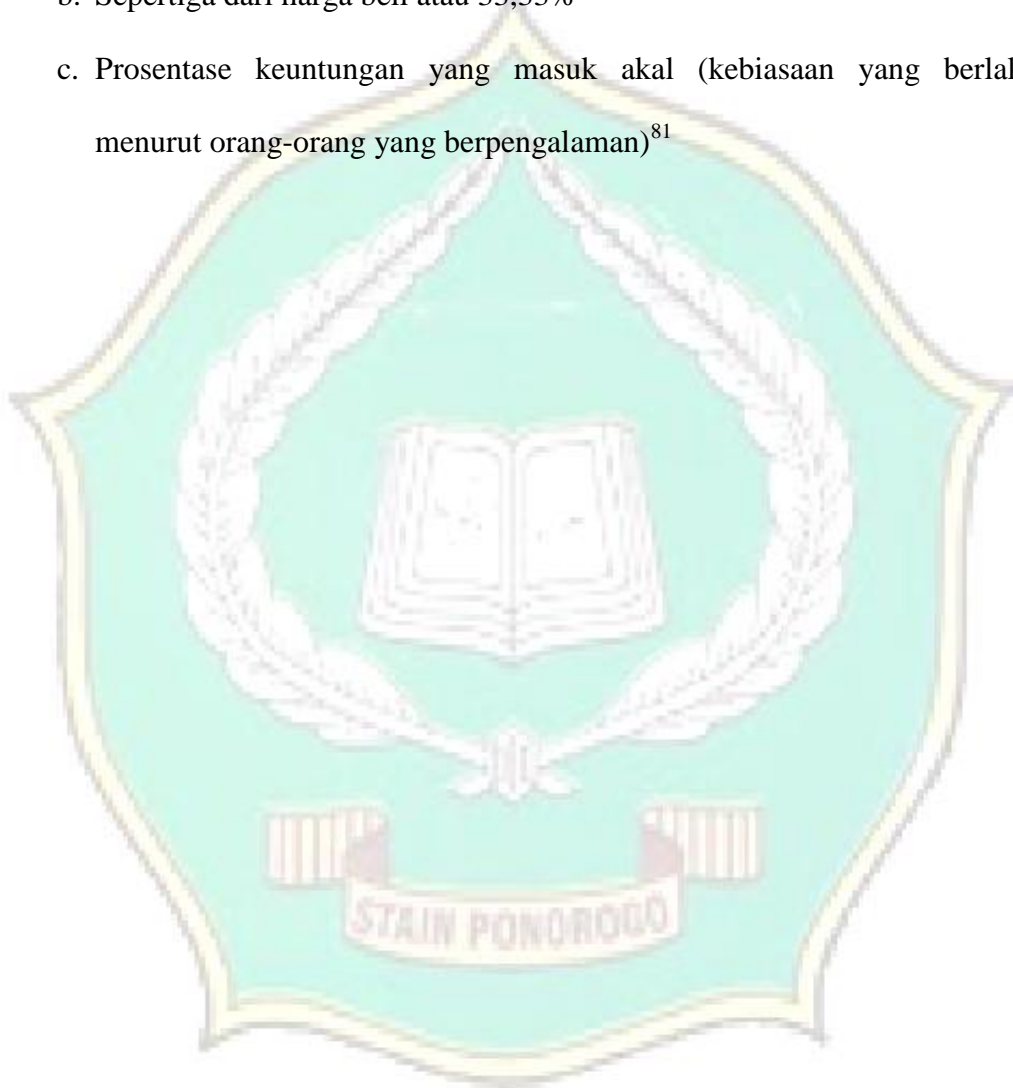 b. Sepertiga dari harga beli atau 33,33%
c. Prosentase keuntungan yang masuk akal (kebiasaan yang berlak
menurut orang-orang yang berpengalaman)81
STAIN PONOROGO